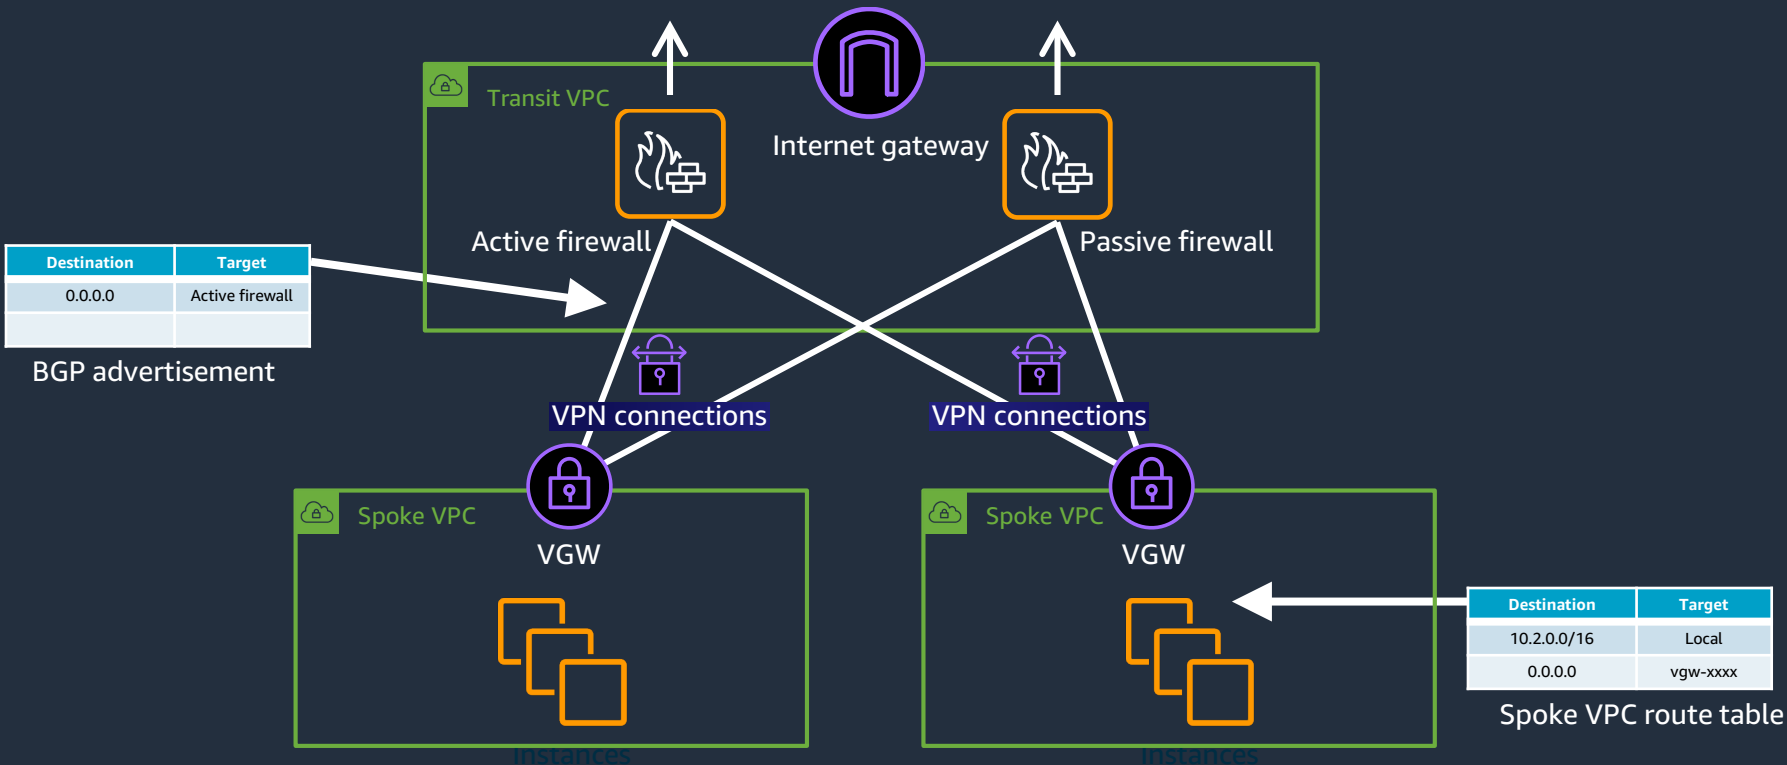 Transit VPC
Internet gateway
Active firewall
Passive firewall
Destination Target
0.0.0.0 Active firewall
BGP advertisement
VPN connections
VPN connections
Spoke VPC
VGW
Instances
Spoke VPC
VGW
Instances
Destination Target
10.2.0.0/16 Local
0.0.0.0 vgw-xxxx
Spoke VPC route table